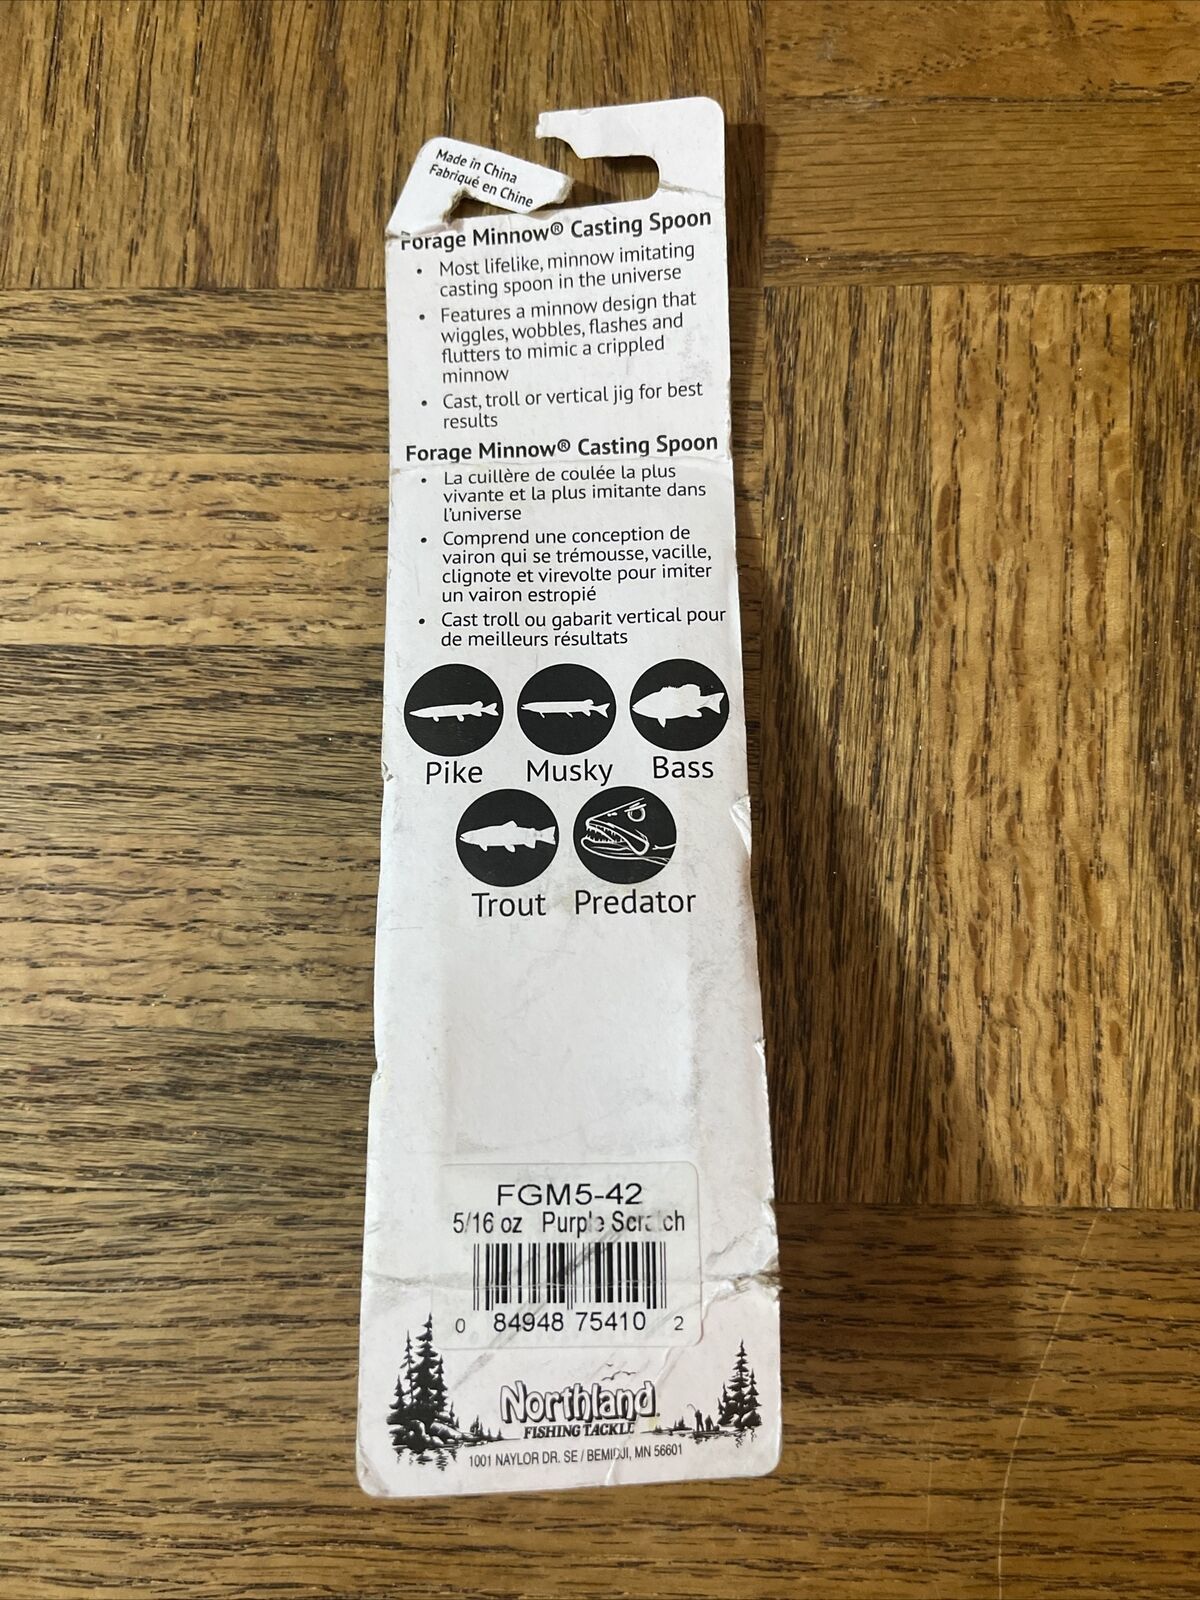 Made in China
Fabriqué en Chine
Forage Minnow® Casting Spoon
• Most lifelike, minnow imitating
casting spoon in the universe
• Features a minnow design that
wiggles, wobbles, flashes and
flutters to mimic a crippled
minnow
• Cast, troll or vertical jig for best
results
Forage Minnow® Casting Spoon
• La cuillère de coulée la plus
vivante et la plus imitante dans
l'universe
• Comprend une conception de
vairon qui se trémousse, vacille,
clignote et virevolte pour imiter
un vairon estropié
• Cast troll ou gabarit vertical pour
de meilleurs résultats
Pike Musky Bass
Trout Predator
FGM5-42
5/16 oz Purple Scratch
0 84948 75410 2
Northland
FISHING TACKLE
1001 NAYLOR DR. SE / BEMIDJI, MN 56601